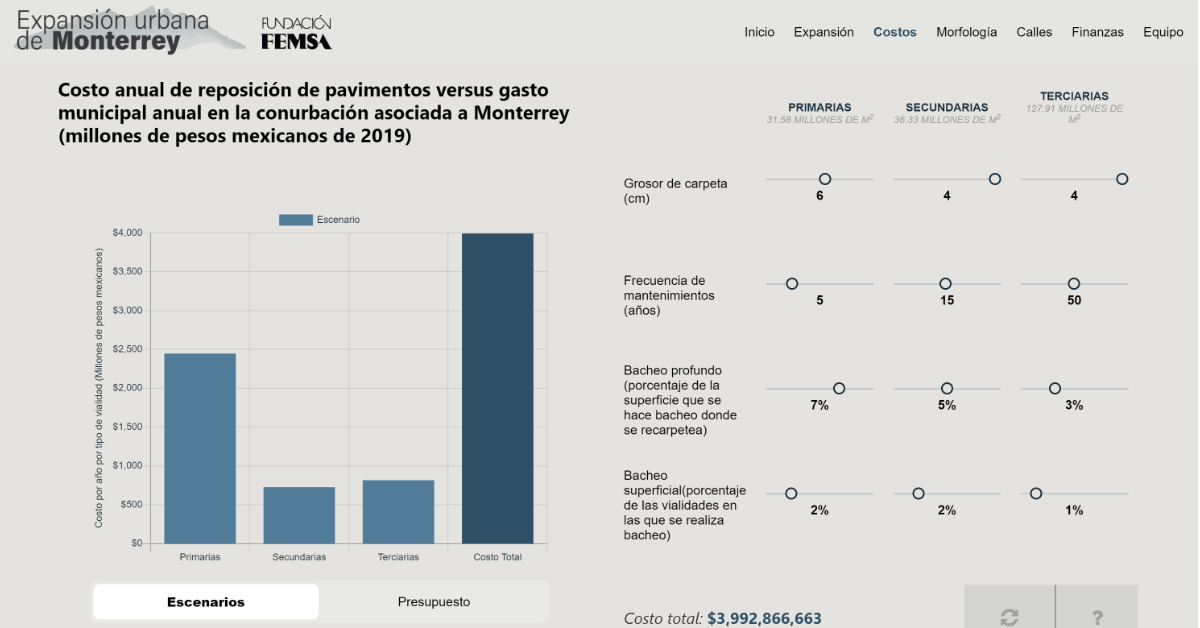 Expansión urbana
de Monterrey
FUNDACIÓN
FEMSA
Inicio Expansión Costos Morfología Calles Finanzas Equipo
Costo anual de reposición de pavimentos versus gasto
municipal anual en la conurbación asociada a Monterrey
(millones de pesos mexicanos de 2019)
Escenario
Costo por año por tipo de vialidad (Millones de pesos mexicanos)
$4,000
$3,500
$3,000
$2,500
$2,000
$1,500
$1,000
$500
$0
Primarias Secundarias Terciarias Costo Total
Escenarios Presupuesto
PRIMARIAS
31.58 MILLONES DE M²
SECUNDARIAS
36.33 MILLONES DE M²
TERCIARIAS
127.91 MILLONES DE
M²
Grosor de carpeta
(cm)
6 4 4
Frecuencia de
mantenimientos
(años)
5 15 50
Bacheo profundo
(porcentaje de la
superficie que se
hace bacheo donde
se recarpetea)
7% 5% 3%
Bacheo
superficial(porcentaje
de las vialidades en
las que se realiza
bacheo)
2% 2% 1%
Costo total: $3,992,866,663
?